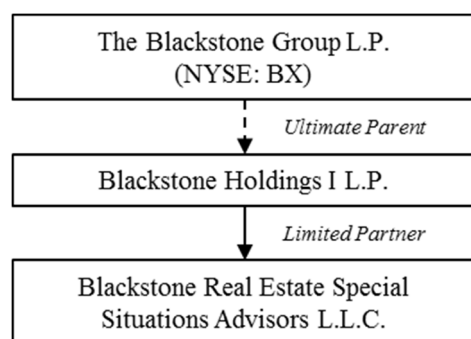 The Blackstone Group L.P.
(NYSE: BX)
Ultimate Parent
Blackstone Holdings I L.P.
Limited Partner
Blackstone Real Estate Special
Situations Advisors L.L.C.